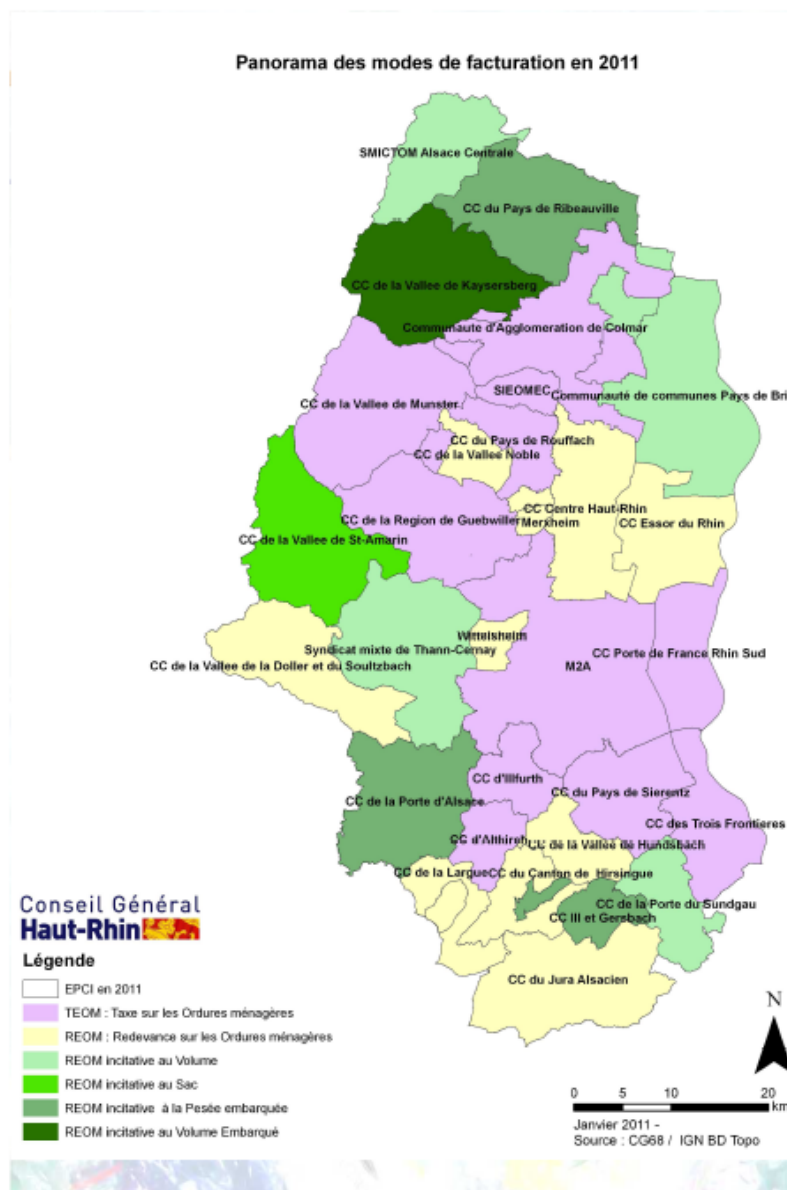 Panorama des modes de facturation en 2011
SMICTOM Alsace Centrale
CC du Pays de Ribeauville
CC de la Vallee de Kaysersberg
Communaute d'Agglomeration de Colmar
SIEOMEC
CC de la Vallee de Munster
Communauté de communes Pays de Bri
CC du Pays de Rouffach
CC de la Vallee Noble
CC Centre Haut-Rhin
CC de la Region de Guebwiller
Merxheim
CC Essor du Rhin
CC de la Vallee de St-Amarin
Wittelsheim
Syndicat mixte de Thann-Cernay
CC Porte de France Rhin Sud
CC de la Vallee de la Doller et du Soultzbach
M2A
CC d'Illfurth
CC du Pays de Sierentz
CC de la Porte d'Alsace
CC des Trois Frontieres
CC d'Althirch
CC de la Vallee de Hundsbach
CC de la Largue
CC du Canton de Hirsingue
CC de la Porte du Sundgau
CC Ill et Gersbach
CC du Jura Alsacien
Conseil Général
Haut-Rhin
Légende
EPCI en 2011
TEOM : Taxe sur les Ordures ménagères
REOM : Redevance sur les Ordures ménagères
REOM incitative au Volume
REOM incitative au Sac
REOM incitative à la Pesée embarquée
REOM incitative au Volume Embarqué
N
0 5 10 20
km
Janvier 2011 -
Source : CG68 / IGN BD Topo